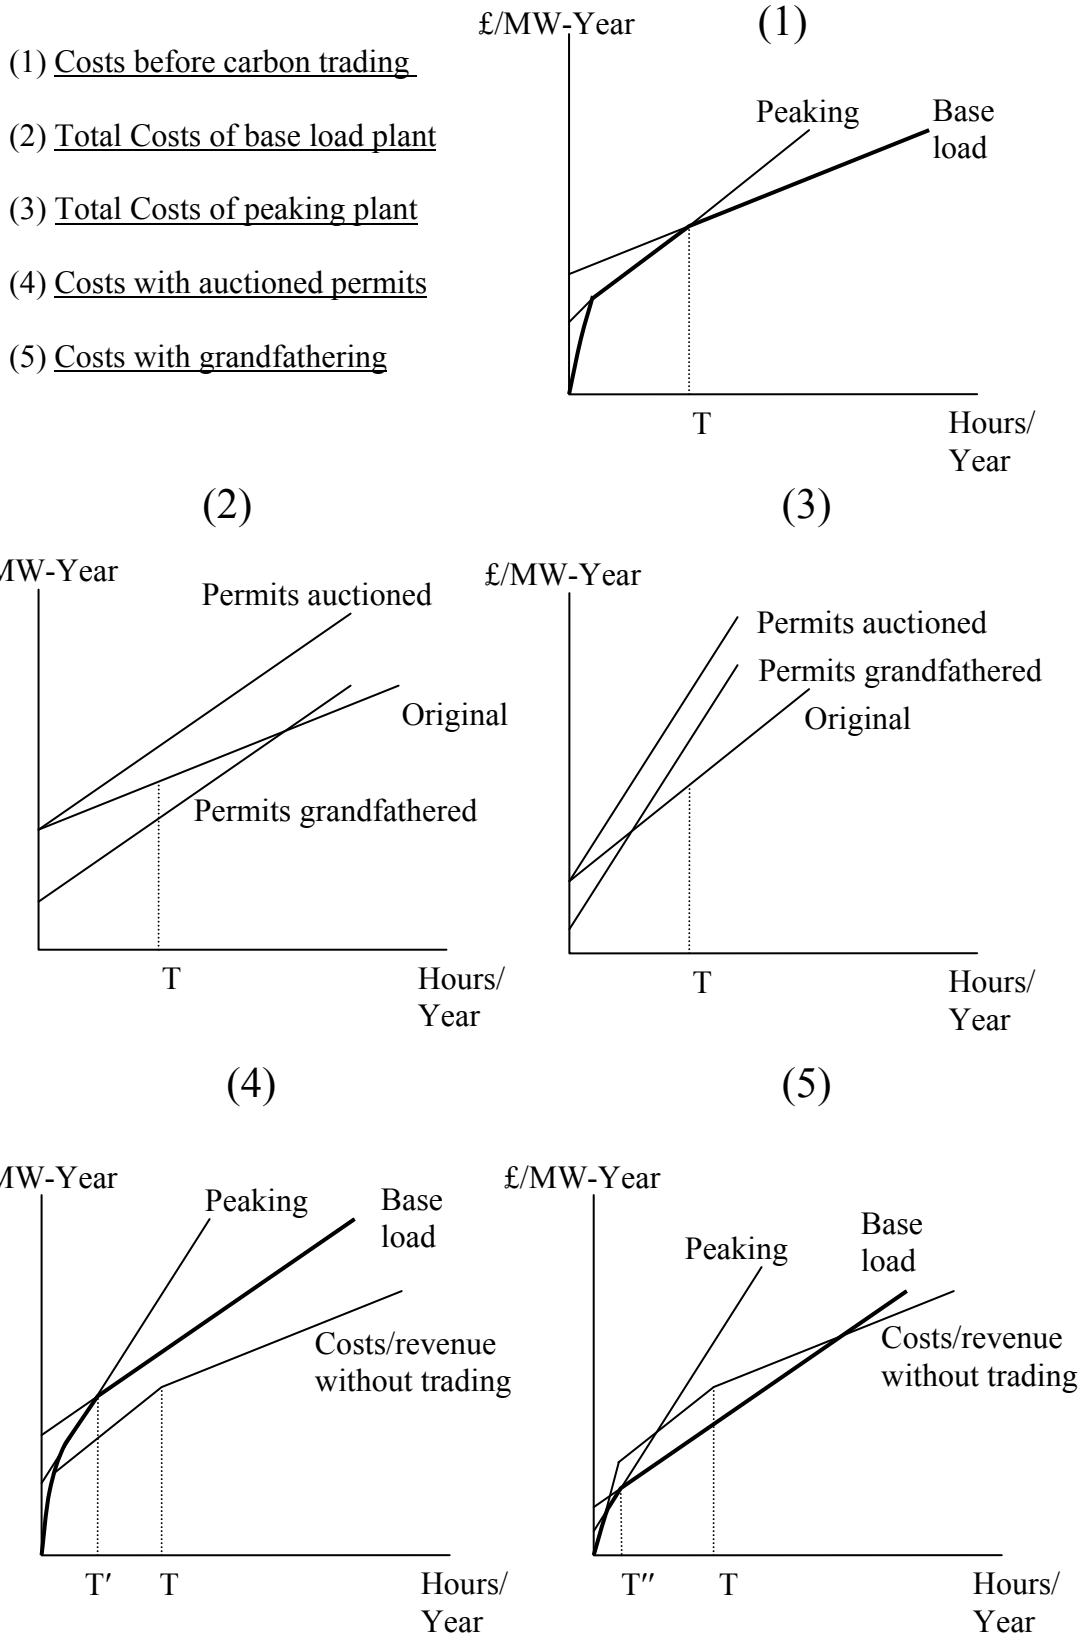 (1) Costs before carbon trading
(2) Total Costs of base load plant
(3) Total Costs of peaking plant
(4) Costs with auctioned permits
(5) Costs with grandfathering
(1)
£/MW-Year
Peaking
Base
load
T
Hours/
Year
(2)
MW-Year
Permits auctioned
Original
Permits grandfathered
T
Hours/
Year
(3)
£/MW-Year
Permits auctioned
Permits grandfathered
Original
T
Hours/
Year
(4)
MW-Year
Peaking
Base
load
Costs/revenue
without trading
T′
T
Hours/
Year
(5)
£/MW-Year
Peaking
Base
load
Costs/revenue
without trading
T′′
T
Hours/
Year